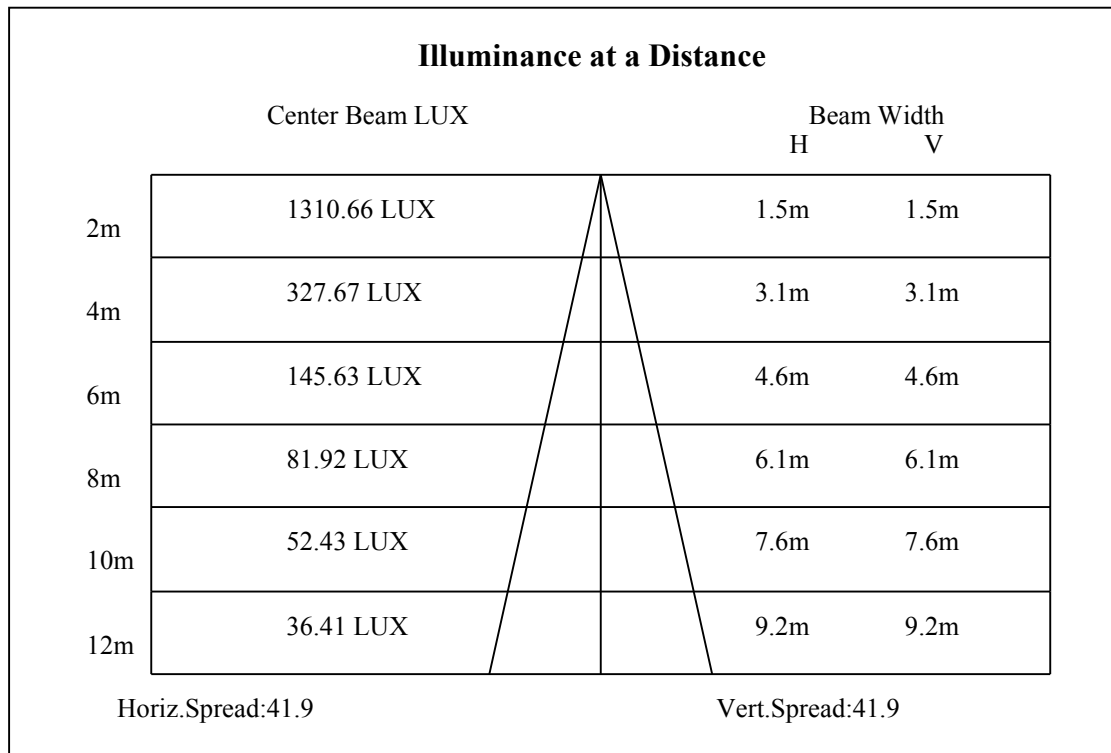 Illuminance at a Distance
Center Beam LUX Beam Width
H V
2m 1310.66 LUX 1.5m 1.5m
4m 327.67 LUX 3.1m 3.1m
6m 145.63 LUX 4.6m 4.6m
8m 81.92 LUX 6.1m 6.1m
10m 52.43 LUX 7.6m 7.6m
12m 36.41 LUX 9.2m 9.2m
Horiz.Spread:41.9 Vert.Spread:41.9